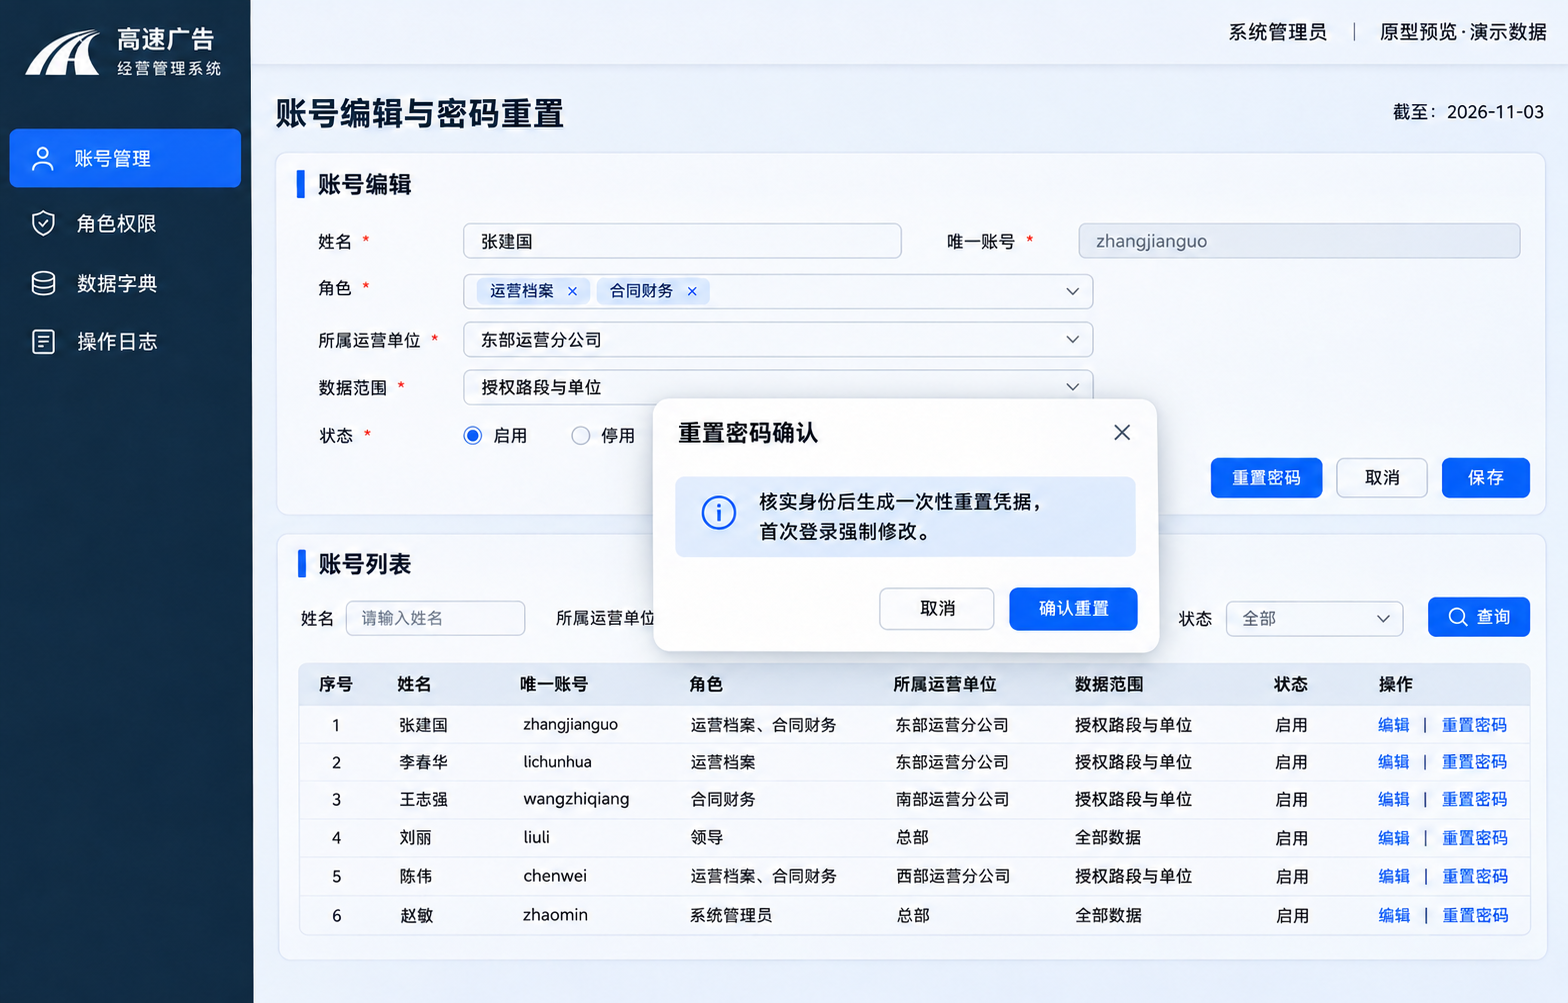 高速广告
经营管理系统
系统管理员 | 原型预览·演示数据
账号管理
角色权限
数据字典
操作日志
账号编辑与密码重置
截至：2026-11-03
账号编辑
姓名 * 张建国 唯一账号 * zhangjianguo
角色 * 运营档案 × 合同财务 ×
所属运营单位 * 东部运营分公司
数据范围 * 授权路段与单位
状态 * 启用 停用
重置密码 取消 保存
重置密码确认
核实身份后生成一次性重置凭据，
首次登录强制修改。
取消 确认重置
账号列表
姓名 请输入姓名 所属运营单位 状态 全部 查询
序号 姓名 唯一账号 角色 所属运营单位 数据范围 状态 操作
1 张建国 zhangjianguo 运营档案、合同财务 东部运营分公司 授权路段与单位 启用 编辑 | 重置密码
2 李春华 lichunhua 运营档案 东部运营分公司 授权路段与单位 启用 编辑 | 重置密码
3 王志强 wangzhiqiang 合同财务 南部运营分公司 授权路段与单位 启用 编辑 | 重置密码
4 刘丽 liuli 领导 总部 全部数据 启用 编辑 | 重置密码
5 陈伟 chenwei 运营档案、合同财务 西部运营分公司 授权路段与单位 启用 编辑 | 重置密码
6 赵敏 zhaomin 系统管理员 总部 全部数据 启用 编辑 | 重置密码